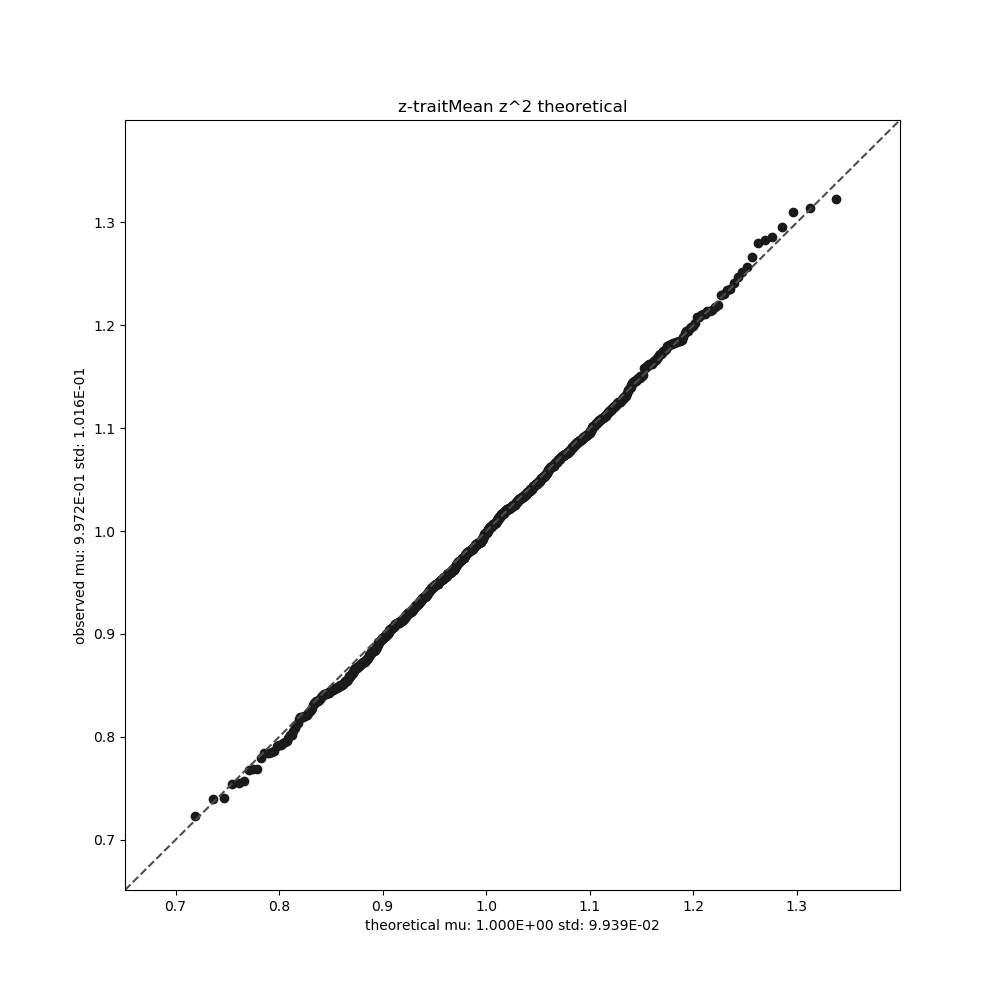 z-traitMean z^2 theoretical
observed mu: 9.972E-01 std: 1.016E-01
1.3
1.2
1.1
1.0
0.9
0.8
0.7
0.7 0.8 0.9 1.0 1.1 1.2 1.3
theoretical mu: 1.000E+00 std: 9.939E-02